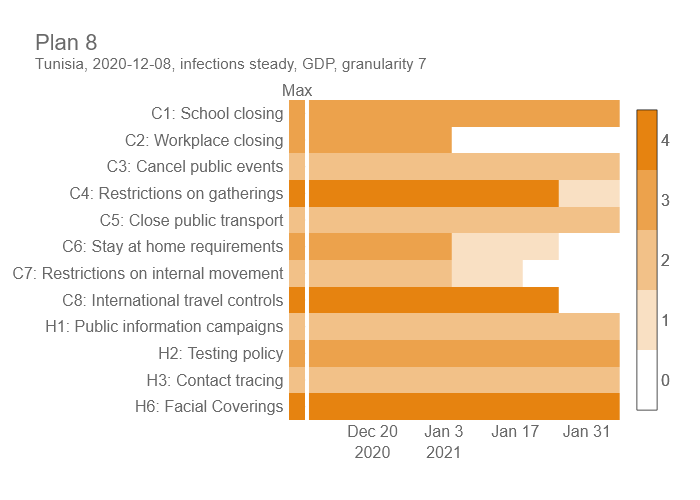 Plan 8
Tunisia, 2020-12-08, infections steady, GDP, granularity 7
Max
C1: School closing
C2: Workplace closing
C3: Cancel public events
C4: Restrictions on gatherings
C5: Close public transport
C6: Stay at home requirements
C7: Restrictions on internal movement
C8: International travel controls
H1: Public information campaigns
H2: Testing policy
H3: Contact tracing
H6: Facial Coverings
Dec 20 Jan 3 Jan 17 Jan 31
2020 2021
4
3
2
1
0